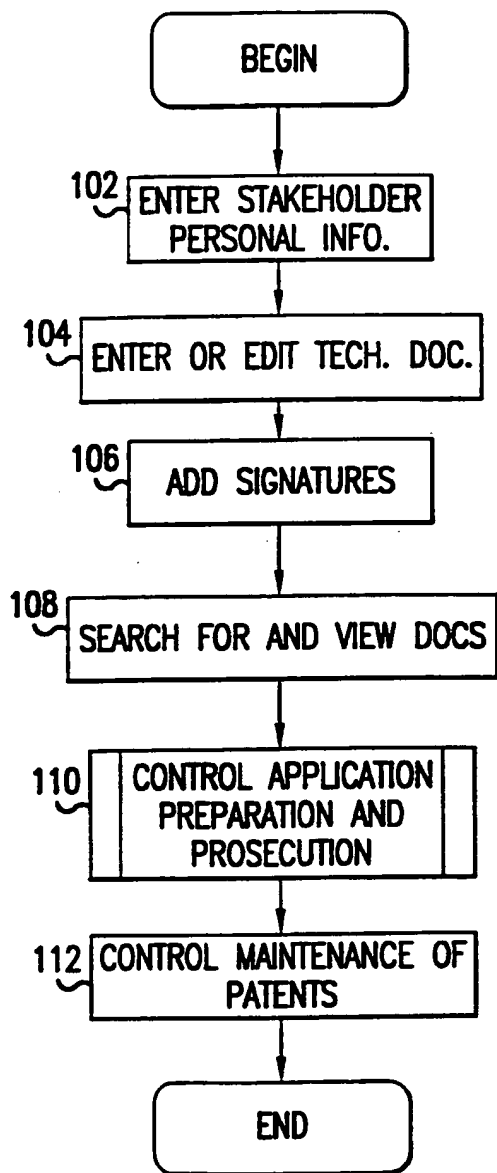 BEGIN
102
ENTER STAKEHOLDER
PERSONAL INFO.
104
ENTER OR EDIT TECH. DOC.
106
ADD SIGNATURES
108
SEARCH FOR AND VIEW DOCS
110
CONTROL APPLICATION
PREPARATION AND
PROSECUTION
112
CONTROL MAINTENANCE OF
PATENTS
END